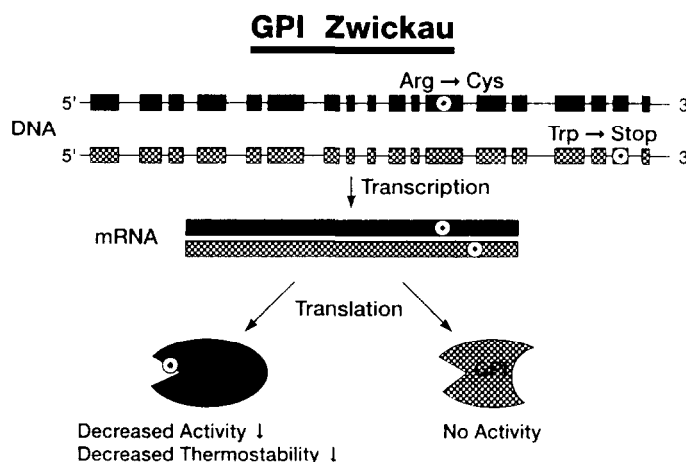 GPI Zwickau
Arg → Cys
5' 3
DNA
Trp → Stop
5' 3
Transcription
mRNA
Translation
GPI
Decreased Activity ↓
Decreased Thermostability ↓
No Activity